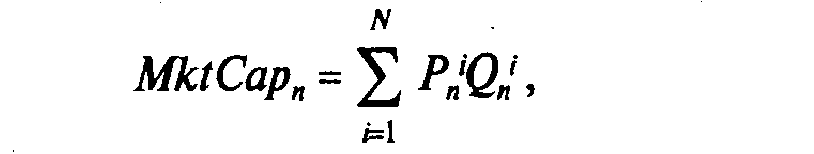 $MktCap_n = \sum_{i=1}^{N} P_n^i Q_n^i ,$